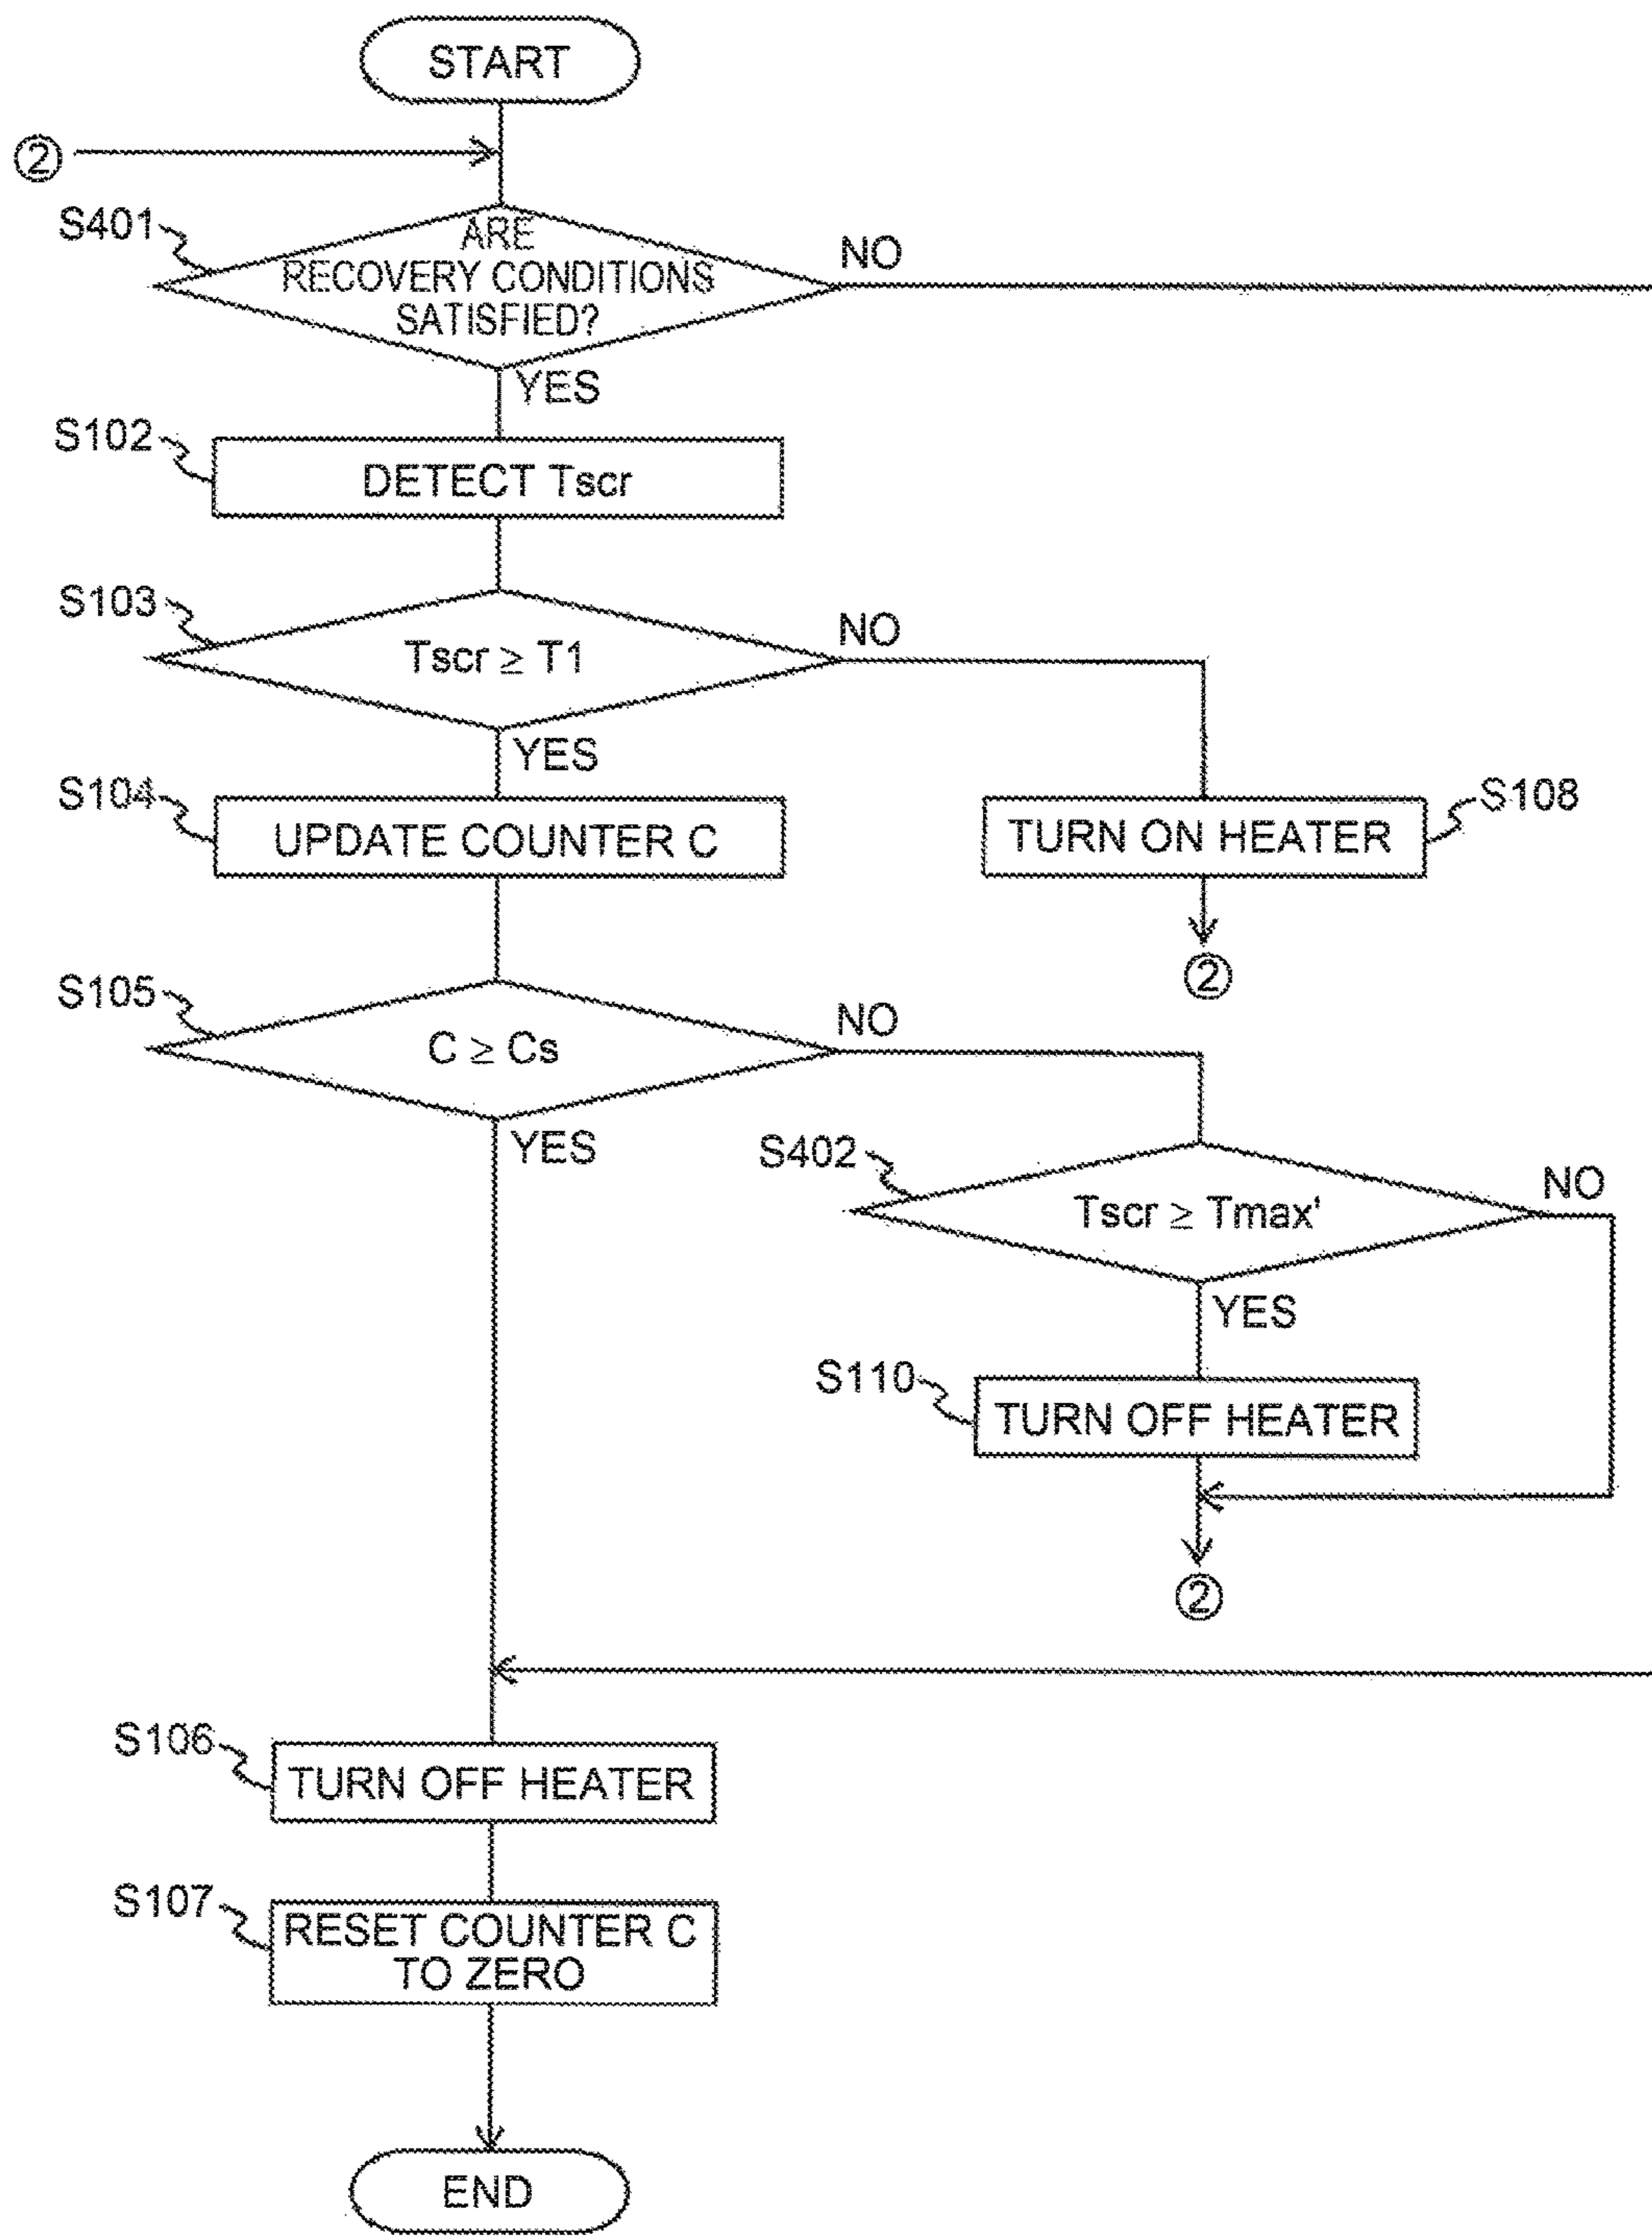 START
②
S401
ARE
RECOVERY CONDITIONS
SATISFIED?
NO
YES
S102
DETECT Tscr
S103
Tscr ≥ T1
NO
YES
S104
UPDATE COUNTER C
TURN ON HEATER
S108
②
S105
C ≥ Cs
NO
YES
S402
Tscr ≥ Tmax'
NO
YES
S110
TURN OFF HEATER
②
S106
TURN OFF HEATER
S107
RESET COUNTER C
TO ZERO
END